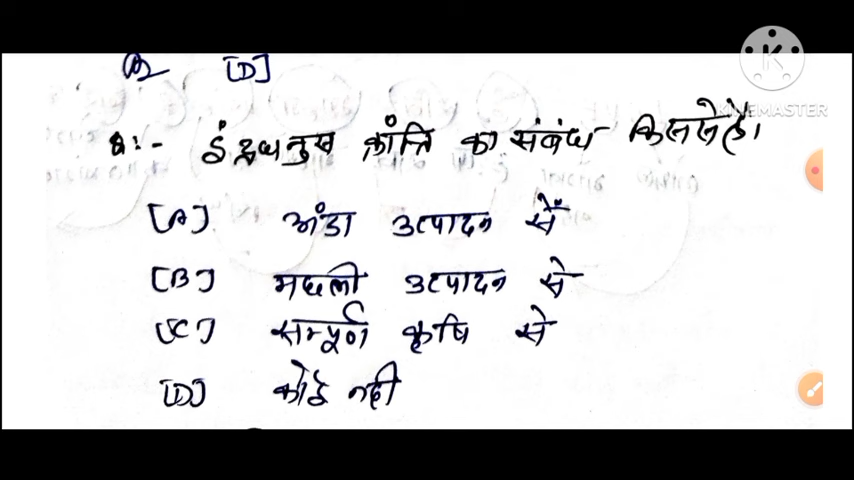 [D]
KINEMASTER
इंद्रधनुष क्रांति का संबंध किससे है।
[A] अंडा उत्पादन सें
[B] मछली उत्पादन से
[C] सम्पूर्ण कृषि से
[D] कोई नही